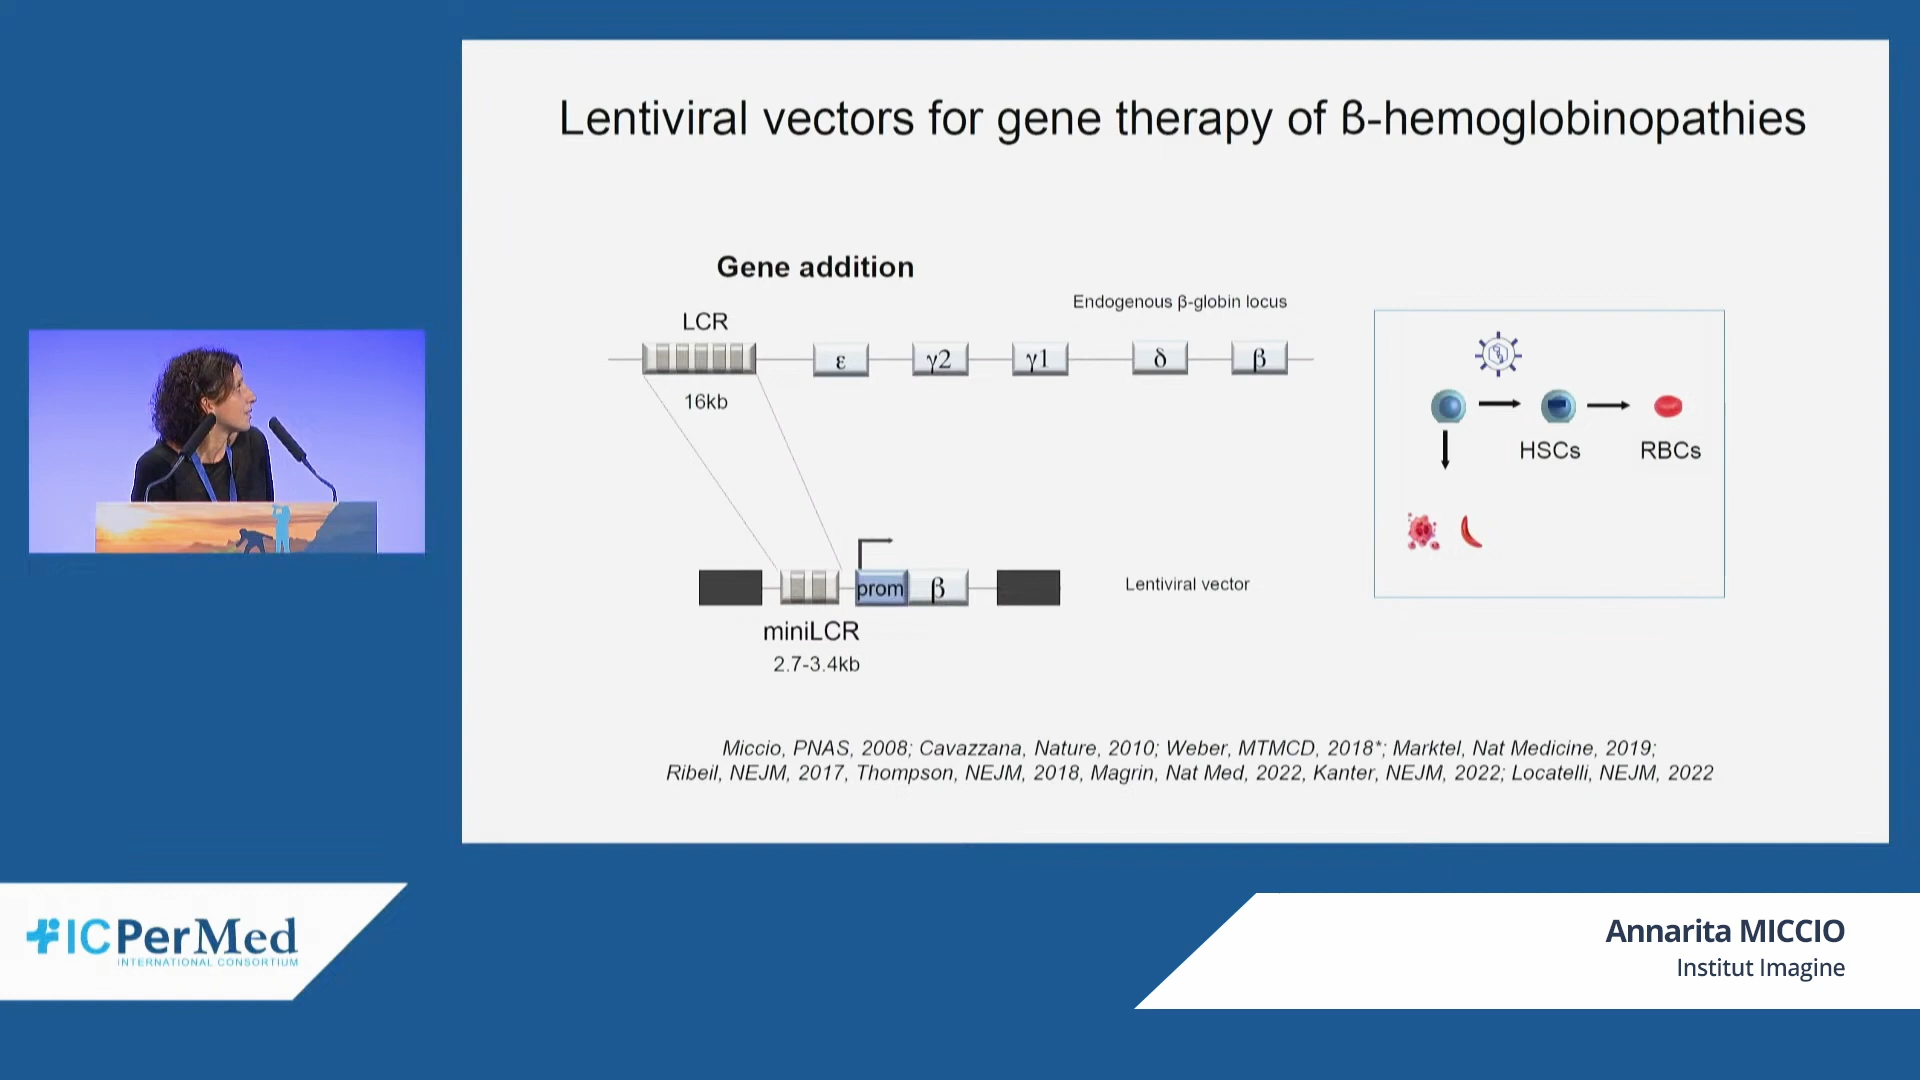 Lentiviral vectors for gene therapy of ß-hemoglobinopathies
Gene addition
Endogenous β-globin locus
LCR
ε
γ2
γ1
δ
β
16kb
HSCs
RBCs
prom
β
Lentiviral vector
miniLCR
2.7-3.4kb
Miccio, PNAS, 2008; Cavazzana, Nature, 2010; Weber, MTMCD, 2018*; Marktel, Nat Medicine, 2019;
Ribeil, NEJM, 2017, Thompson, NEJM, 2018, Magrin, Nat Med, 2022, Kanter, NEJM, 2022; Locatelli, NEJM, 2022
ICPerMed
INTERNATIONAL CONSORTIUM
Annarita MICCIO
Institut Imagine